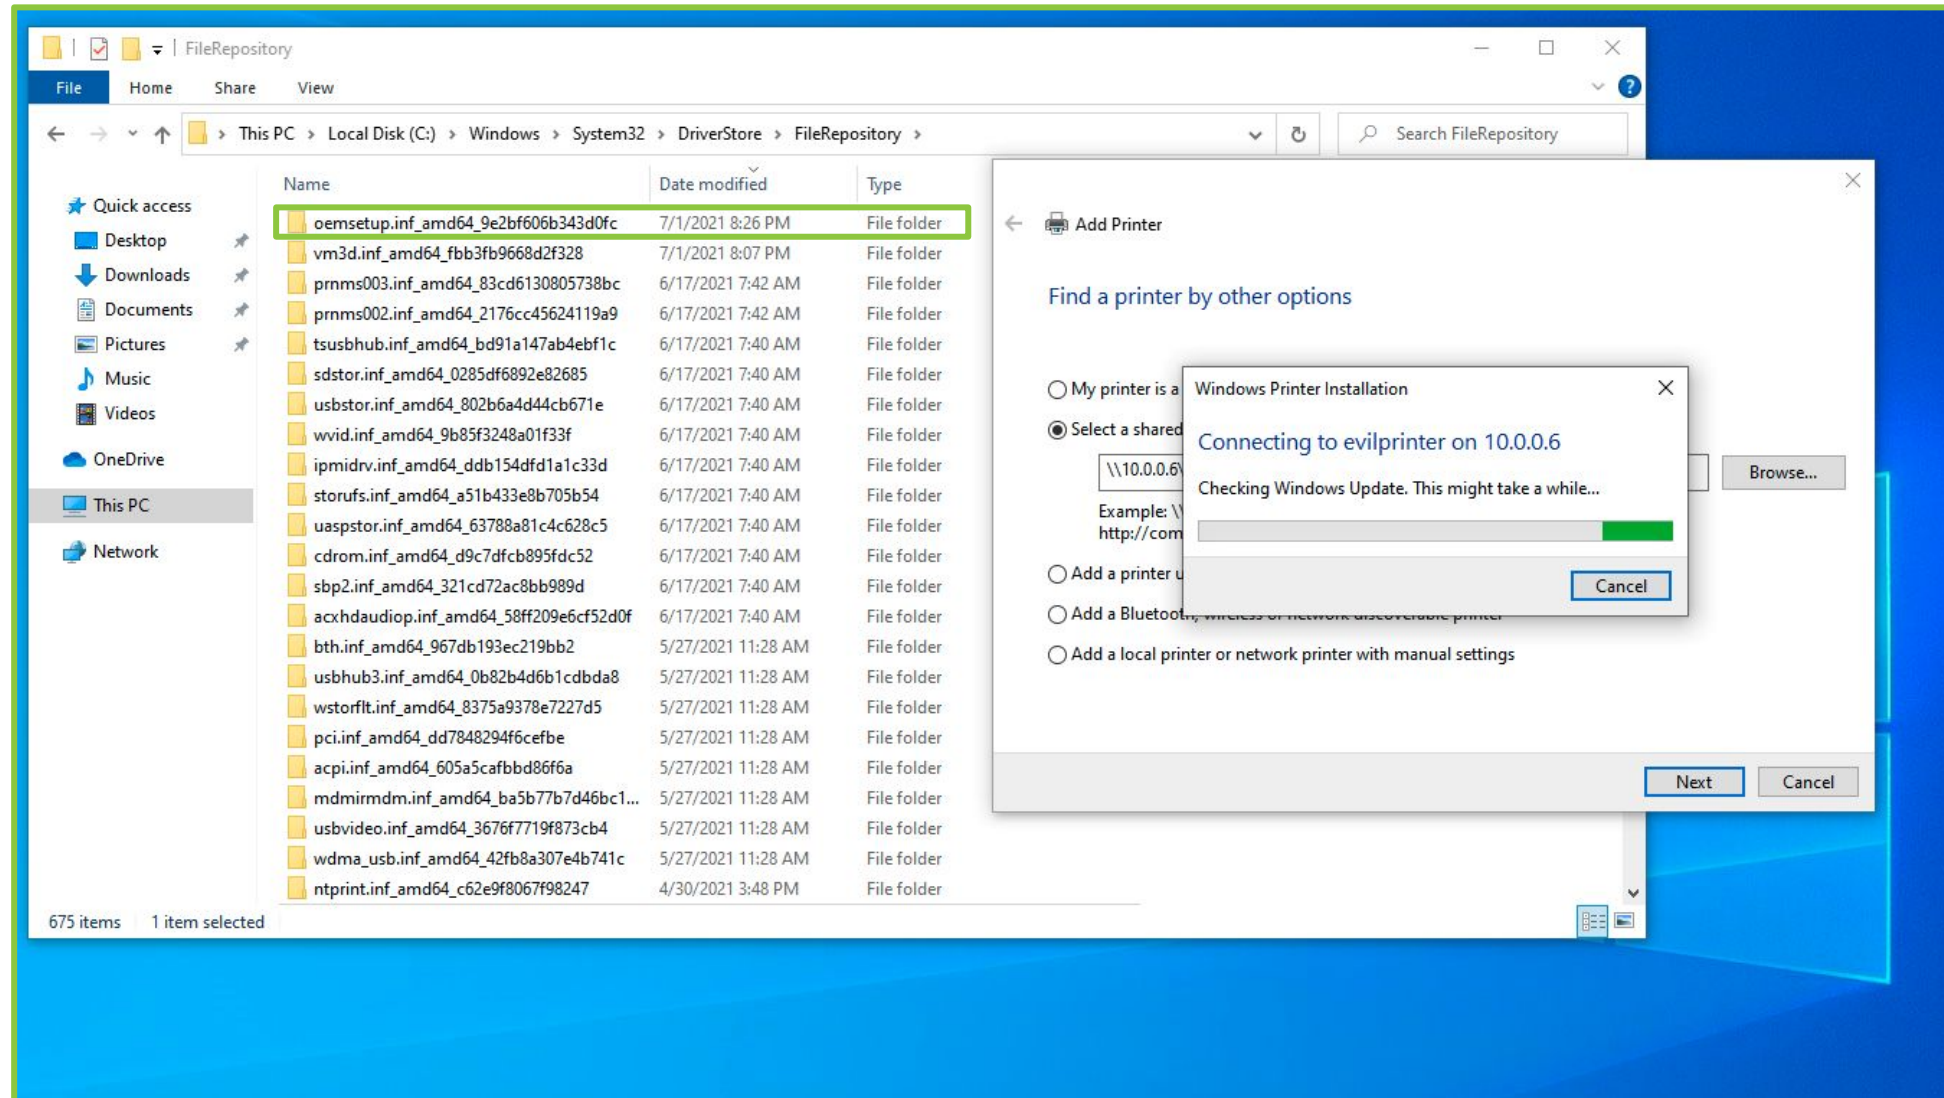 FileRepository
File Home Share View
This PC > Local Disk (C:) > Windows > System32 > DriverStore > FileRepository >
Search FileRepository
Quick access
Desktop
Downloads
Documents
Pictures
Music
Videos
OneDrive
This PC
Network
Name Date modified Type
oemsetup.inf_amd64_9e2bf606b343d0fc 7/1/2021 8:26 PM File folder
vm3d.inf_amd64_fbb3fb9668d2f328 7/1/2021 8:07 PM File folder
prnms003.inf_amd64_83cd6130805738bc 6/17/2021 7:42 AM File folder
prnms002.inf_amd64_2176cc45624119a9 6/17/2021 7:42 AM File folder
tsusbhub.inf_amd64_bd91a147ab4ebf1c 6/17/2021 7:40 AM File folder
sdstor.inf_amd64_0285df6892e82685 6/17/2021 7:40 AM File folder
usbstor.inf_amd64_802b6a4d44cb671e 6/17/2021 7:40 AM File folder
wvid.inf_amd64_9b85f3248a01f33f 6/17/2021 7:40 AM File folder
ipmidrv.inf_amd64_ddb154dfd1a1c33d 6/17/2021 7:40 AM File folder
storufs.inf_amd64_a51b433e8b705b54 6/17/2021 7:40 AM File folder
uaspstor.inf_amd64_63788a81c4c628c5 6/17/2021 7:40 AM File folder
cdrom.inf_amd64_d9c7dfcb895fdc52 6/17/2021 7:40 AM File folder
sbp2.inf_amd64_321cd72ac8bb989d 6/17/2021 7:40 AM File folder
acxhdaudiop.inf_amd64_58ff209e6cf52d0f 6/17/2021 7:40 AM File folder
bth.inf_amd64_967db193ec219bb2 5/27/2021 11:28 AM File folder
usbhub3.inf_amd64_0b82b4d6b1cdbda8 5/27/2021 11:28 AM File folder
wstorflt.inf_amd64_8375a9378e7227d5 5/27/2021 11:28 AM File folder
pci.inf_amd64_dd7848294f6cefbe 5/27/2021 11:28 AM File folder
acpi.inf_amd64_605a5cafbbd86f6a 5/27/2021 11:28 AM File folder
mdmirmdm.inf_amd64_ba5b77b7d46bc1... 5/27/2021 11:28 AM File folder
usbvideo.inf_amd64_3676f7719f873cb4 5/27/2021 11:28 AM File folder
wdma_usb.inf_amd64_42fb8a307e4b741c 5/27/2021 11:28 AM File folder
ntprint.inf_amd64_c62e9f8067f98247 4/30/2021 3:48 PM File folder
675 items 1 item selected
Add Printer
Find a printer by other options
My printer is a
Select a shared
\\10.0.0.6\
Browse...
Example: \\
http://com
Add a printer u
Add a Bluetooth, wireless or network discoverable printer
Add a local printer or network printer with manual settings
Next Cancel
Windows Printer Installation
Connecting to evilprinter on 10.0.0.6
Checking Windows Update. This might take a while...
Cancel